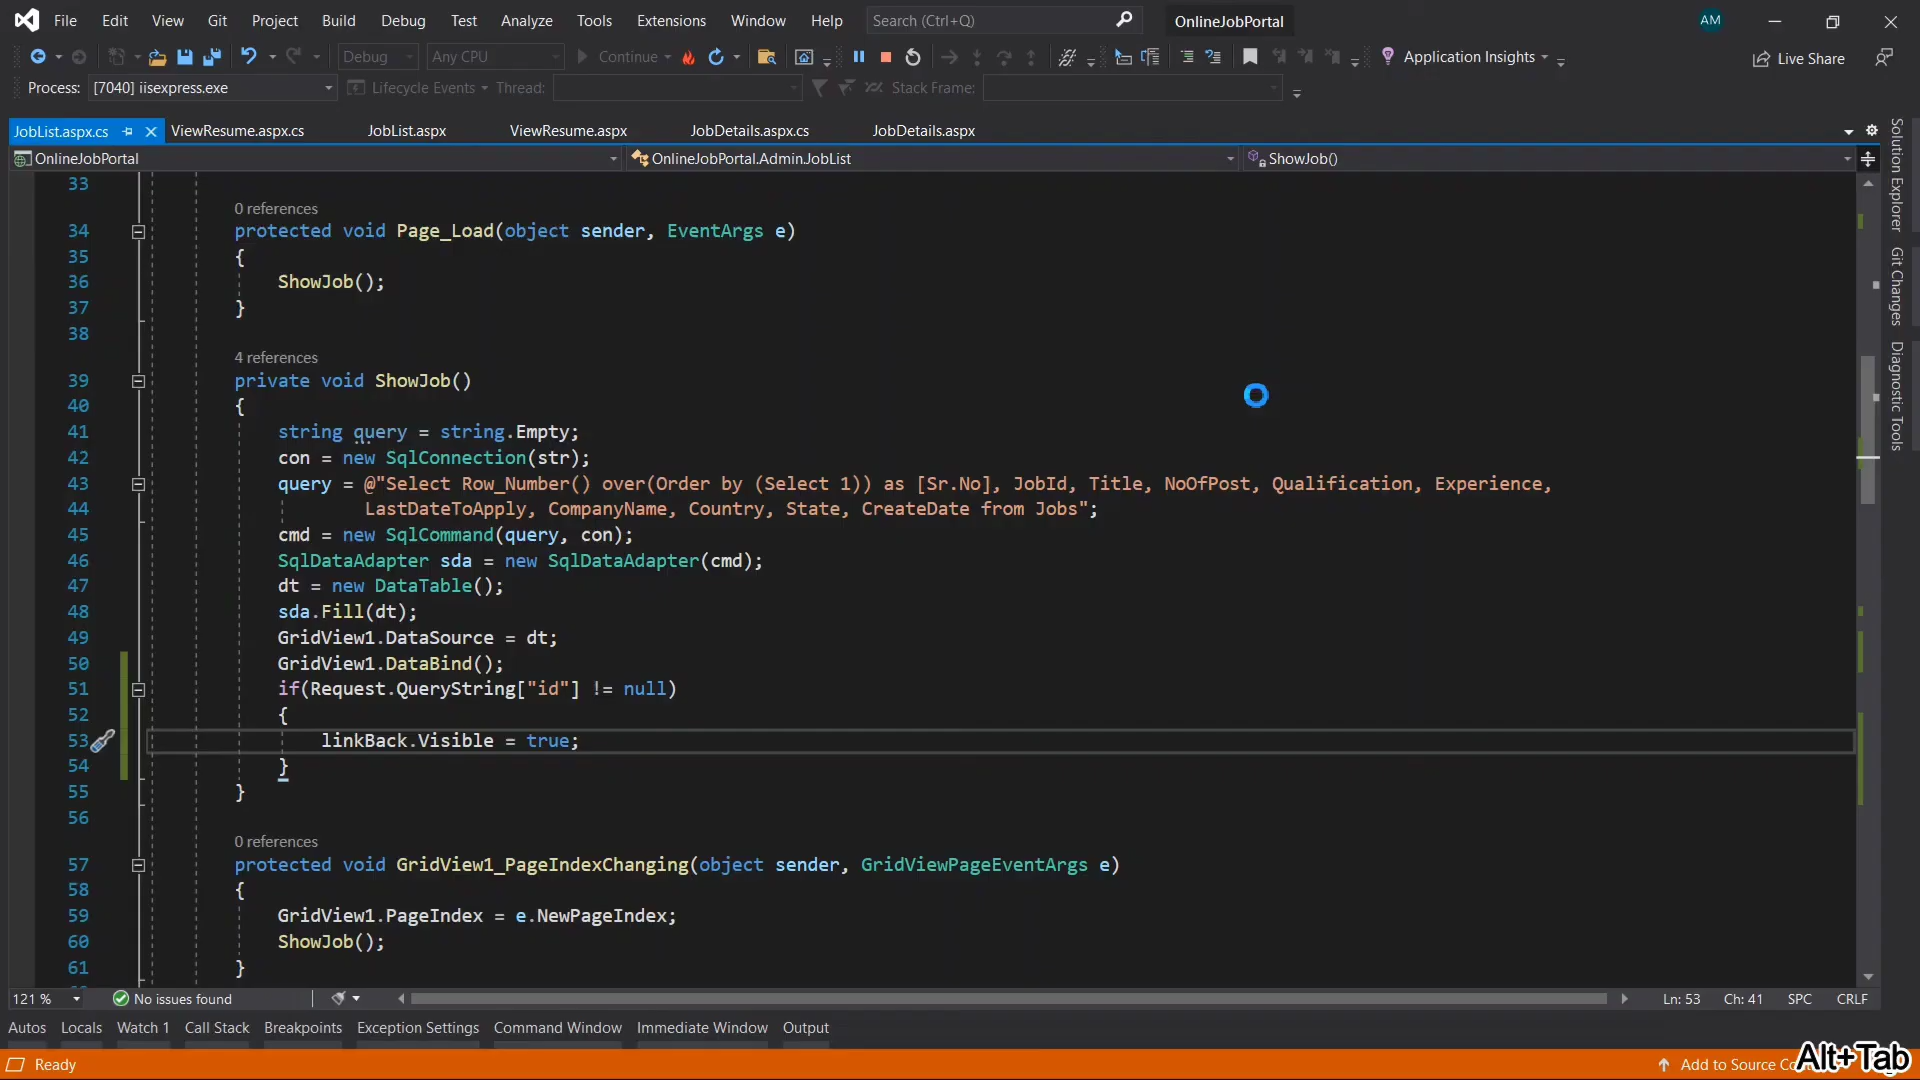 File Edit View Git Project Build Debug Test Analyze Tools Extensions Window Help Search (Ctrl+Q) OnlineJobPortal AM
Debug Any CPU Continue Application Insights Live Share
Process: [7040] iisexpress.exe Lifecycle Events Thread: Stack Frame:
JobList.aspx.cs ViewResume.aspx.cs JobList.aspx ViewResume.aspx JobDetails.aspx.cs JobDetails.aspx
OnlineJobPortal OnlineJobPortal.Admin.JobList ShowJob()
33
0 references
34 protected void Page_Load(object sender, EventArgs e)
35 {
36 ShowJob();
37 }
38
4 references
39 private void ShowJob()
40 {
41 string query = string.Empty;
42 con = new SqlConnection(str);
43 query = @"Select Row_Number() over(Order by (Select 1)) as [Sr.No], JobId, Title, NoOfPost, Qualification, Experience,
44 LastDateToApply, CompanyName, Country, State, CreateDate from Jobs";
45 cmd = new SqlCommand(query, con);
46 SqlDataAdapter sda = new SqlDataAdapter(cmd);
47 dt = new DataTable();
48 sda.Fill(dt);
49 GridView1.DataSource = dt;
50 GridView1.DataBind();
51 if(Request.QueryString["id"] != null)
52 {
53 linkBack.Visible = true;
54 }
55 }
56
0 references
57 protected void GridView1_PageIndexChanging(object sender, GridViewPageEventArgs e)
58 {
59 GridView1.PageIndex = e.NewPageIndex;
60 ShowJob();
61 }
Solution Explorer
Git Changes
Diagnostic Tools
121 % No issues found Ln: 53 Ch: 41 SPC CRLF
Autos Locals Watch 1 Call Stack Breakpoints Exception Settings Command Window Immediate Window Output
Ready Add to Source Co
Alt+Tab